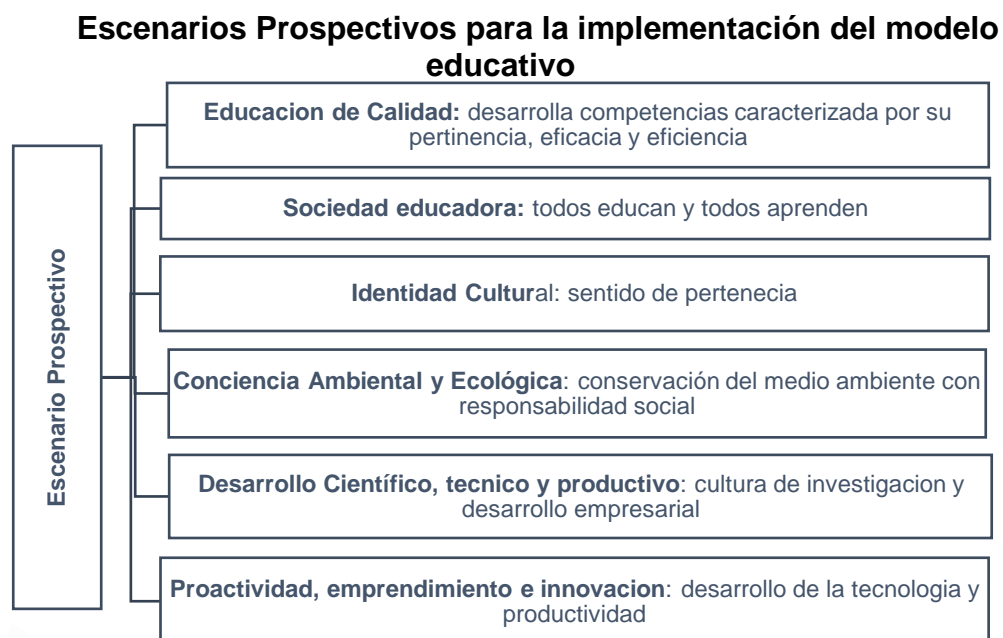 Escenarios Prospectivos para la implementación del modelo
educativo
Escenario Prospectivo
Educacion de Calidad: desarrolla competencias caracterizada por su
pertinencia, eficacia y eficiencia
Sociedad educadora: todos educan y todos aprenden
Identidad Cultural: sentido de pertenecia
Conciencia Ambiental y Ecológica: conservación del medio ambiente con
responsabilidad social
Desarrollo Científico, tecnico y productivo: cultura de investigacion y
desarrollo empresarial
Proactividad, emprendimiento e innovacion: desarrollo de la tecnologia y
productividad